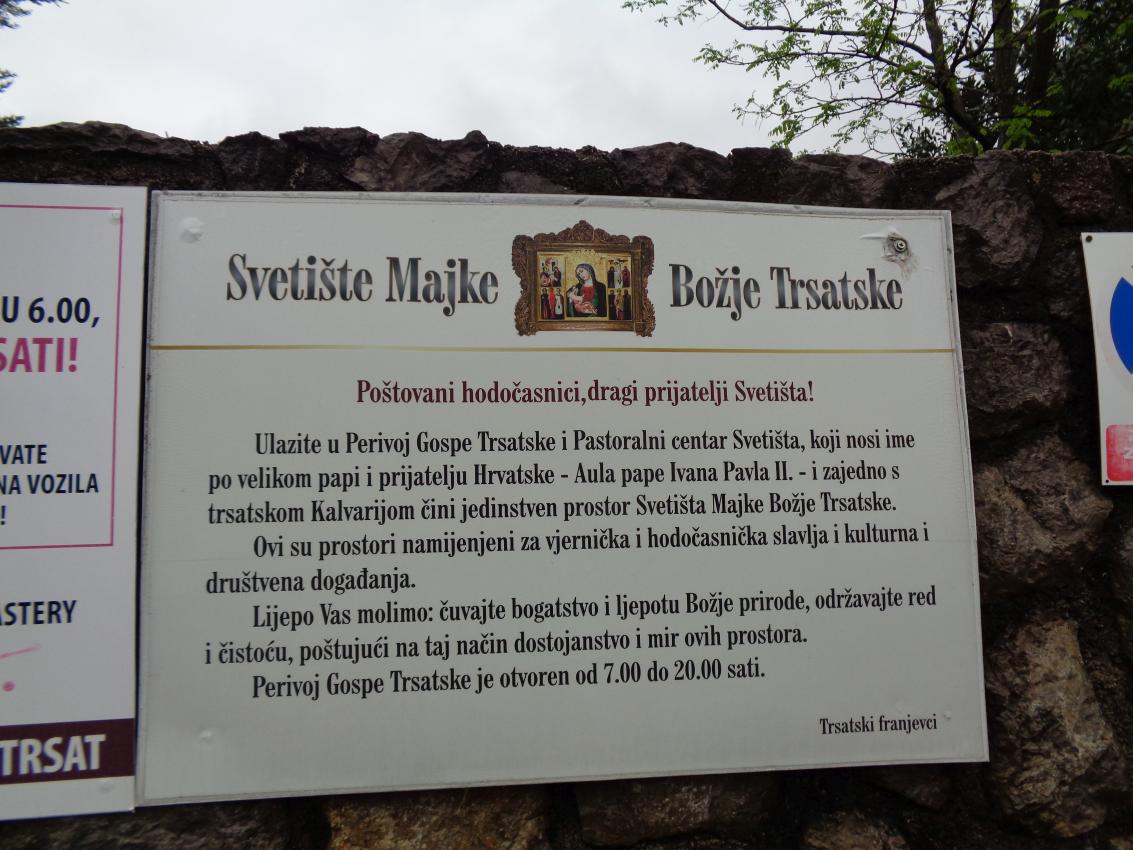 U 6.00,
SATI!
NA VOZILA
!
TRSAT
Svetište Majke Božje Trsatske
Poštovani hodočasnici,dragi prijatelji Svetišta!
Ulazite u Perivoj Gospe Trsatske i Pastoralni centar Svetišta, koji nosi ime
po velikom papi i prijatelju Hrvatske - Aula pape Ivana Pavla II. - i zajedno s
trsatskom Kalvarijom čini jedinstven prostor Svetišta Majke Božje Trsatske.
Ovi su prostori namijenjeni za vjernička i hodočasnička slavlja i kulturna i
društvena događanja.
Lijepo Vas molimo: čuvajte bogatstvo i ljepotu Božje prirode, održavajte red
i čistoću, poštujući na taj način dostojanstvo i mir ovih prostora.
Perivoj Gospe Trsatske je otvoren od 7.00 do 20.00 sati.
Trsatski franjevci